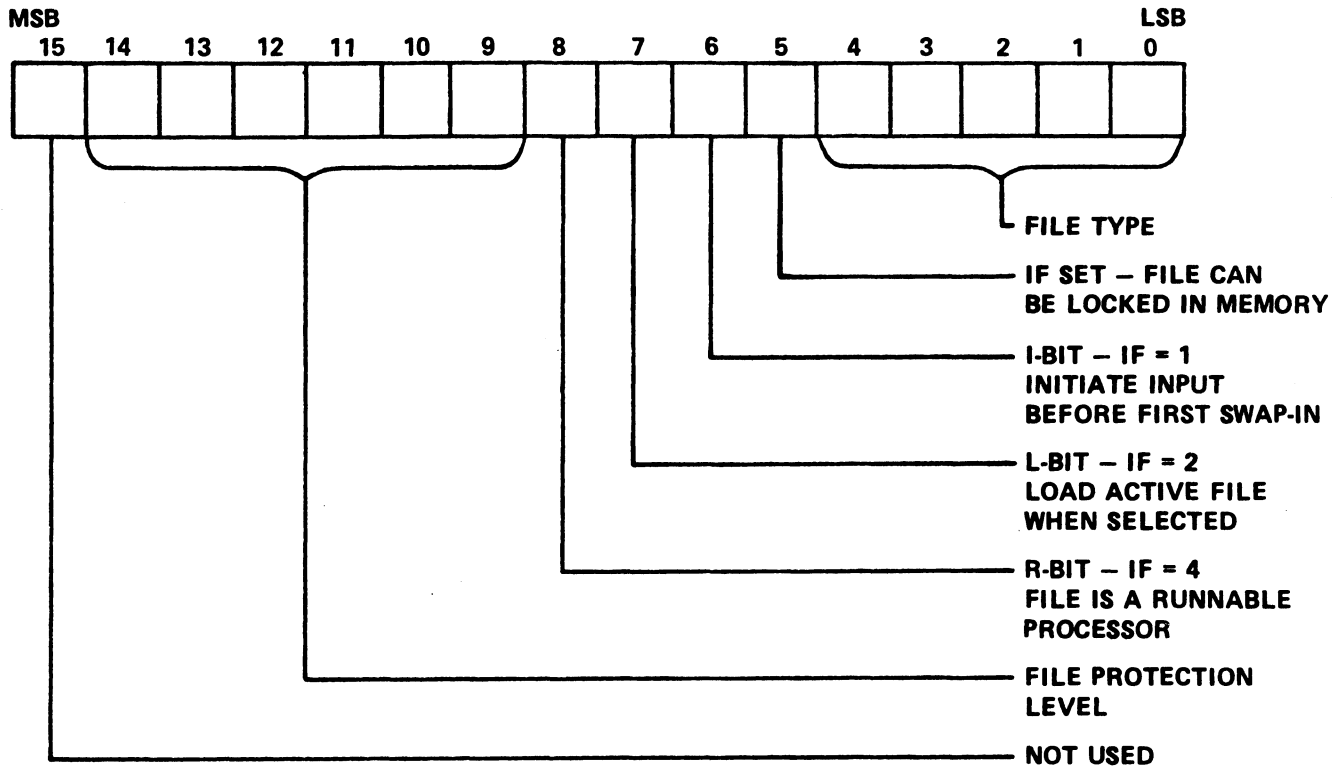 MSB LSB
15 14 13 12 11 10 9 8 7 6 5 4 3 2 1 0
FILE TYPE
IF SET — FILE CAN
BE LOCKED IN MEMORY
I-BIT — IF = 1
INITIATE INPUT
BEFORE FIRST SWAP-IN
L-BIT — IF = 2
LOAD ACTIVE FILE
WHEN SELECTED
R-BIT — IF = 4
FILE IS A RUNNABLE
PROCESSOR
FILE PROTECTION
LEVEL
NOT USED